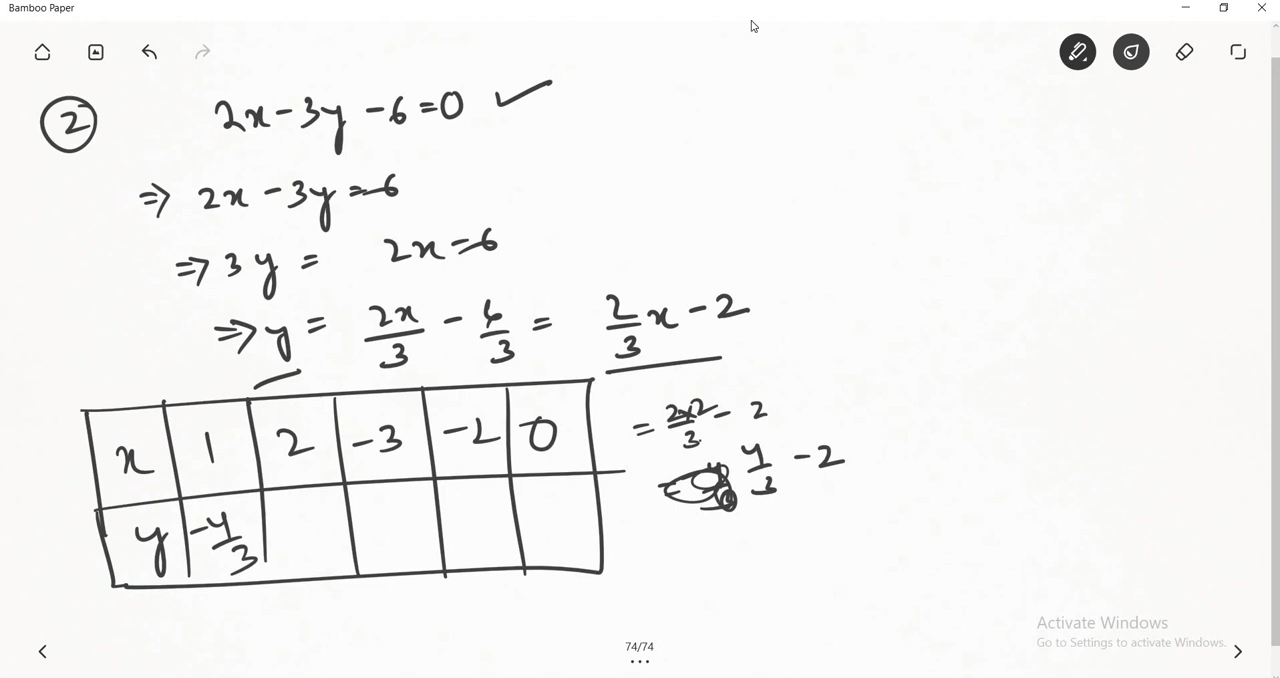 Bamboo Paper
② 2x - 3y - 6 = 0 ✓
⇒ 2x - 3y = 6
⇒ 3y = 2x - 6
⇒ y = 2x/3 - 6/3 = 2/3 x - 2
x 1 2 -3 -2 0
= 2×2/3 - 2
4/3 - 2
y -4/3
Activate Windows
Go to Settings to activate Windows.
74/74